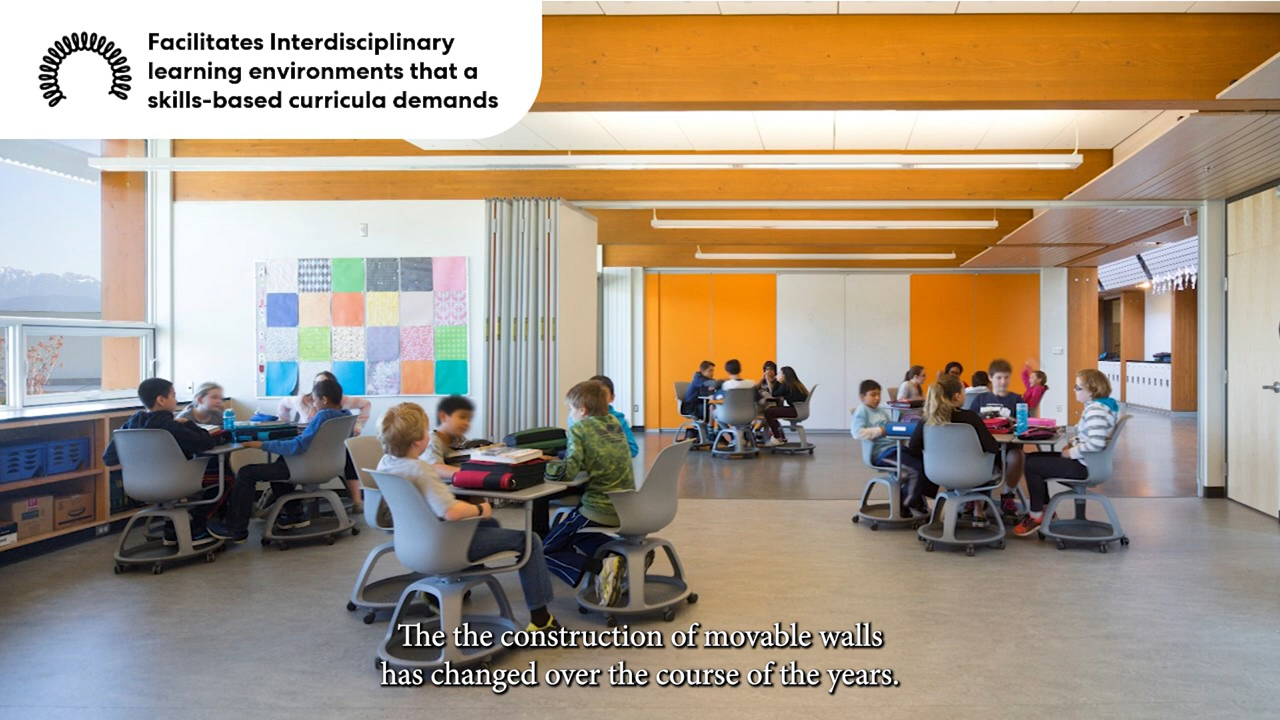 Facilitates Interdisciplinary
learning environments that a
skills-based curricula demands
The the construction of movable walls
has changed over the course of the years.